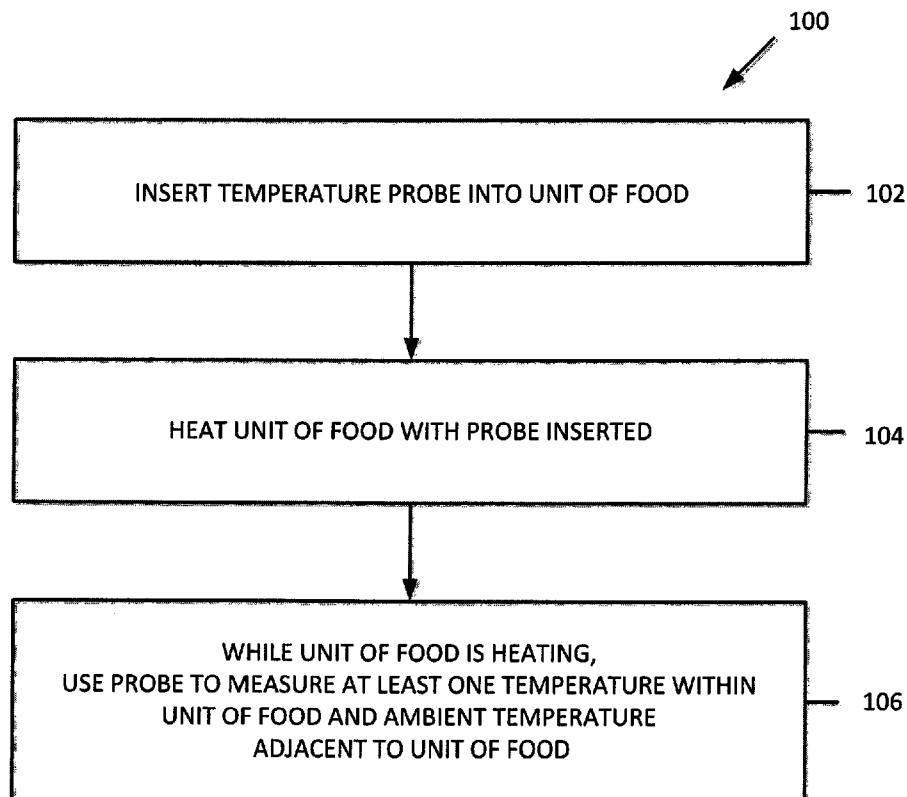 100
INSERT TEMPERATURE PROBE INTO UNIT OF FOOD
102
HEAT UNIT OF FOOD WITH PROBE INSERTED
104
WHILE UNIT OF FOOD IS HEATING,
USE PROBE TO MEASURE AT LEAST ONE TEMPERATURE WITHIN
UNIT OF FOOD AND AMBIENT TEMPERATURE
ADJACENT TO UNIT OF FOOD
106